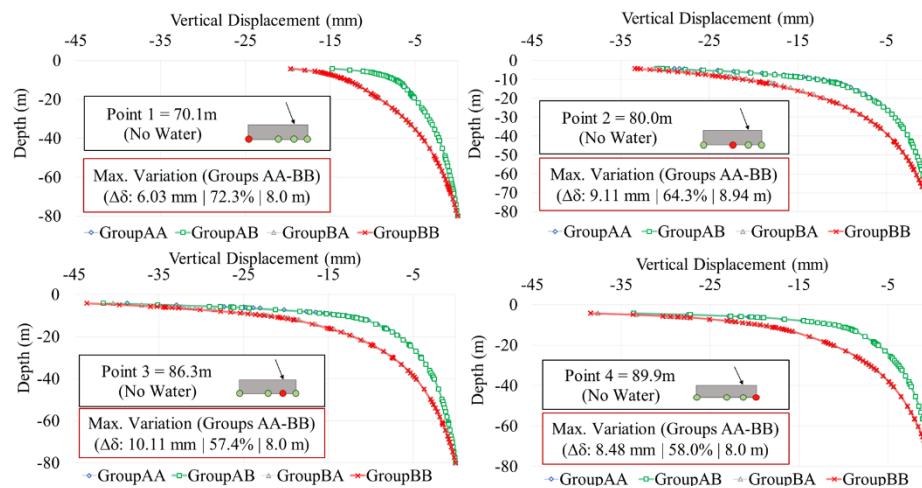 Vertical Displacement (mm)
-45 -35 -25 -15 -5
0
-20
-40
-60
-80
Depth (m)
Point 1 = 70.1m
(No Water)
Max. Variation (Groups AA-BB)
(Δδ: 6.03 mm | 72.3% | 8.0 m)
GroupAA GroupAB GroupBA GroupBB
Vertical Displacement (mm)
-45 -35 -25 -15 -5
0
-10
-20
-30
-40
-50
-60
-70
-80
Depth (m)
Point 2 = 80.0m
(No Water)
Max. Variation (Groups AA-BB)
(Δδ: 9.11 mm | 64.3% | 8.94 m)
GroupAA GroupAB GroupBA GroupBB
Vertical Displacement (mm)
-45 -35 -25 -15 -5
0
-20
-40
-60
-80
Depth (m)
Point 3 = 86.3m
(No Water)
Max. Variation (Groups AA-BB)
(Δδ: 10.11 mm | 57.4% | 8.0 m)
GroupAA GroupAB GroupBA GroupBB
Vertical Displacement (mm)
-45 -35 -25 -15 -5
0
-20
-40
-60
-80
Depth (m)
Point 4 = 89.9m
(No Water)
Max. Variation (Groups AA-BB)
(Δδ: 8.48 mm | 58.0% | 8.0 m)
GroupAA GroupAB GroupBA GroupBB